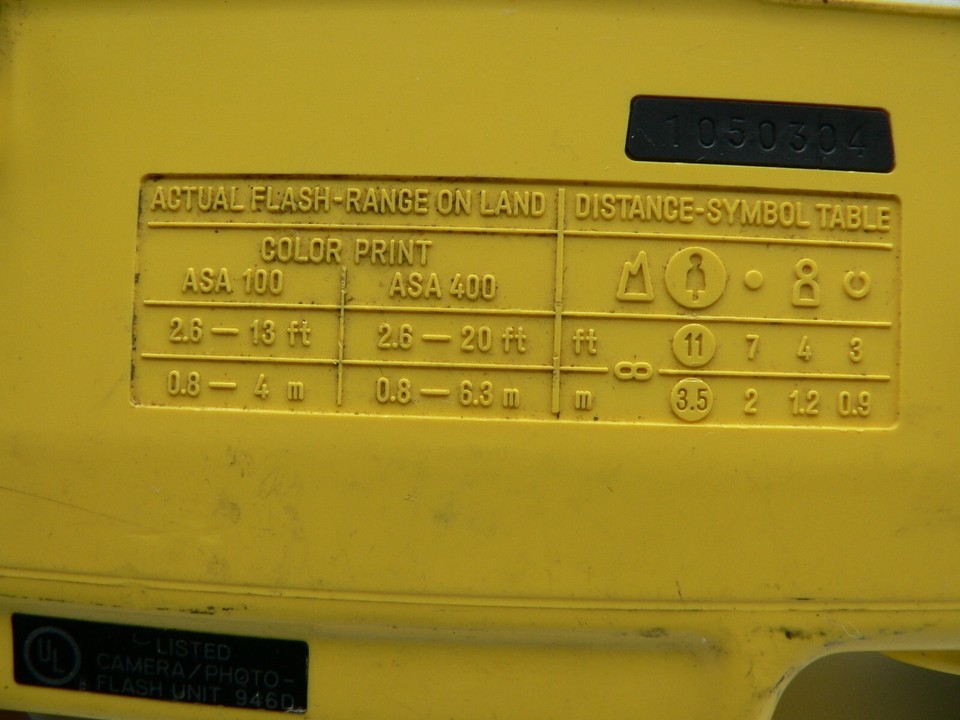 1050304
ACTUAL FLASH-RANGE ON LAND DISTANCE-SYMBOL TABLE
COLOR PRINT
ASA 100 ASA 400
2.6 — 13 ft 2.6 — 20 ft ft ∞ 11 7 4 3
0.8 — 4 m 0.8 — 6.3 m m 3.5 2 1.2 0.9
UL LISTED
CAMERA/PHOTO-
FLASH UNIT 946D